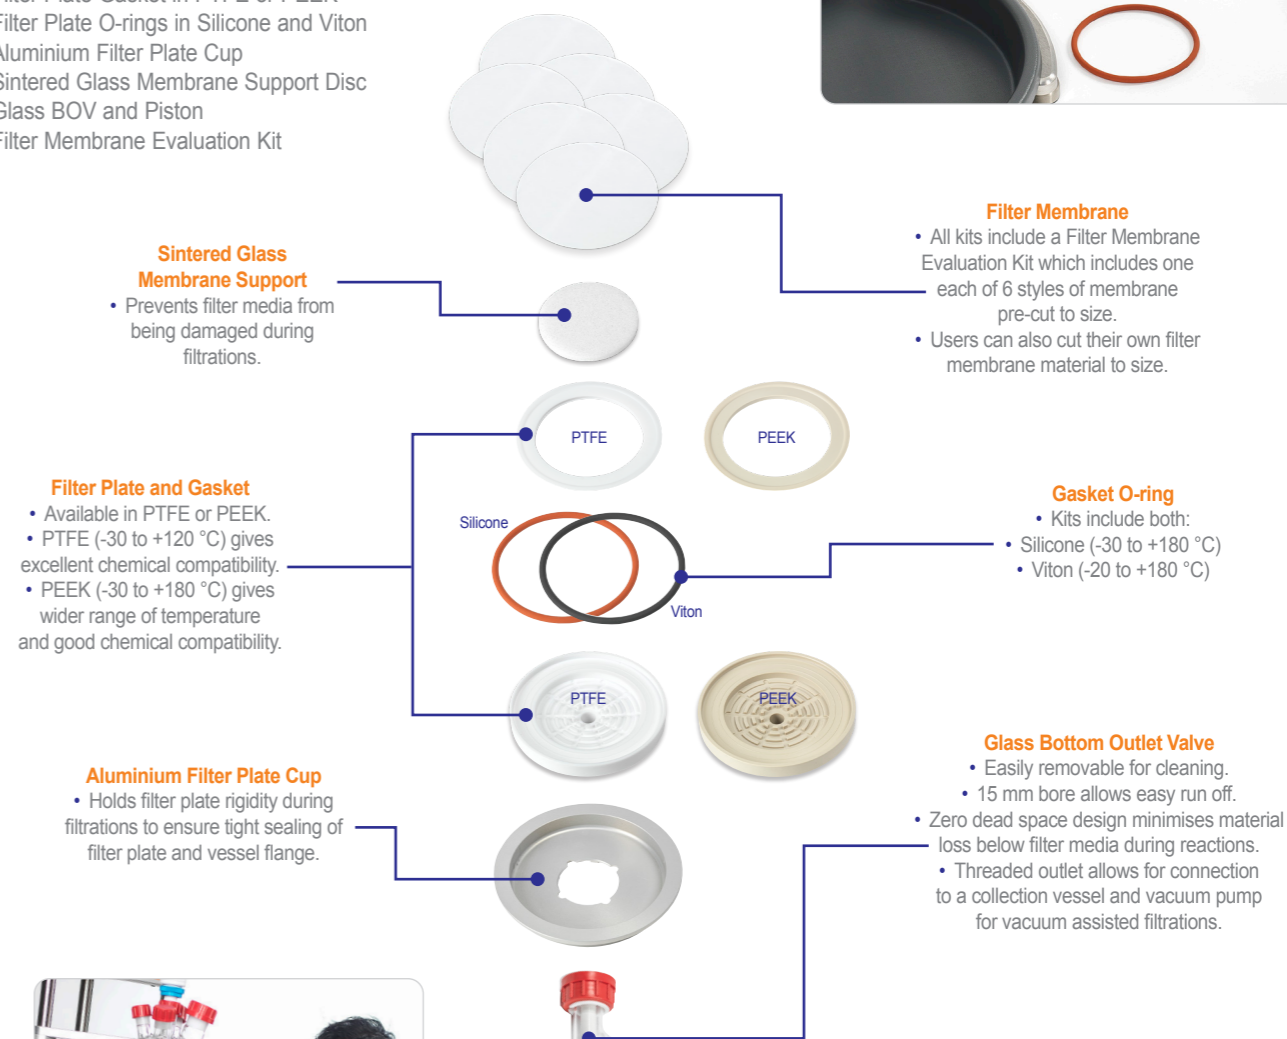 Filter Plate Gasket in PTFE or PEEK
Filter Plate O-rings in Silicone and Viton
Aluminium Filter Plate Cup
Sintered Glass Membrane Support Disc
Glass BOV and Piston
Filter Membrane Evaluation Kit
Filter Membrane
• All kits include a Filter Membrane
Evaluation Kit which includes one
each of 6 styles of membrane
pre-cut to size.
• Users can also cut their own filter
membrane material to size.
Sintered Glass
Membrane Support
• Prevents filter media from
being damaged during
filtrations.
PTFE
PEEK
Filter Plate and Gasket
• Available in PTFE or PEEK.
• PTFE (-30 to +120 °C) gives
excellent chemical compatibility.
• PEEK (-30 to +180 °C) gives
wider range of temperature
and good chemical compatibility.
Silicone
Viton
Gasket O-ring
• Kits include both:
• Silicone (-30 to +180 °C)
• Viton (-20 to +180 °C)
PTFE
PEEK
Aluminium Filter Plate Cup
• Holds filter plate rigidity during
filtrations to ensure tight sealing of
filter plate and vessel flange.
Glass Bottom Outlet Valve
• Easily removable for cleaning.
• 15 mm bore allows easy run off.
• Zero dead space design minimises material
loss below filter media during reactions.
• Threaded outlet allows for connection
to a collection vessel and vacuum pump
for vacuum assisted filtrations.